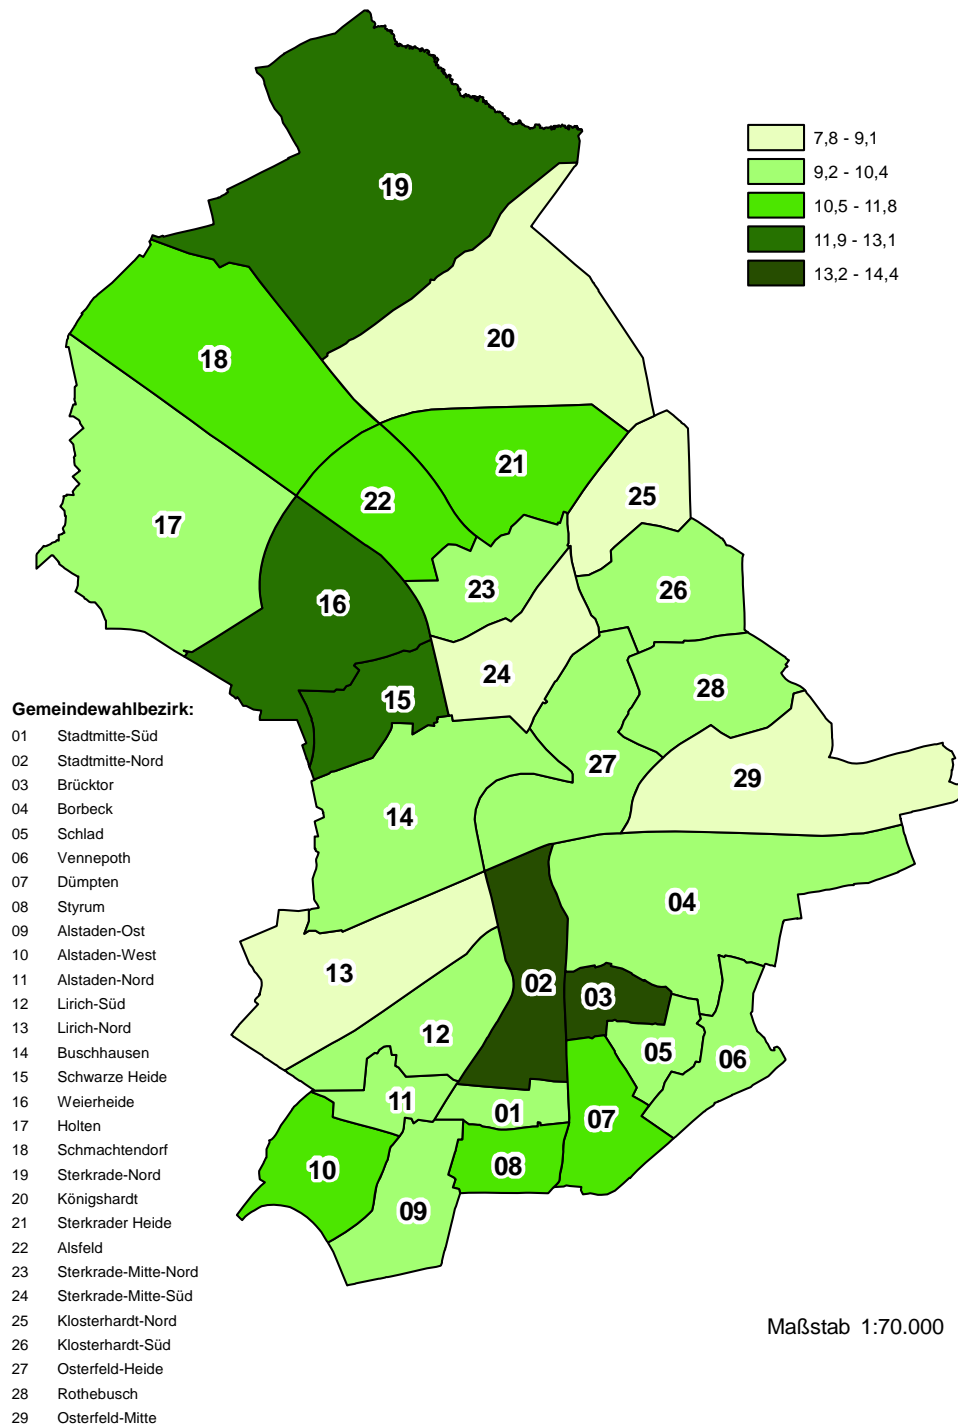 19
7,8 - 9,1
9,2 - 10,4
10,5 - 11,8
11,9 - 13,1
13,2 - 14,4
20
18
21
22
25
17
23
26
16
24
28
15
27
29
14
04
13
02
03
12
05
06
11
01
07
10
08
09
Gemeindewahlbezirk:
01 Stadtmitte-Süd
02 Stadtmitte-Nord
03 Brücktor
04 Borbeck
05 Schlad
06 Vennepoth
07 Dümpten
08 Styrum
09 Alstaden-Ost
10 Alstaden-West
11 Alstaden-Nord
12 Lirich-Süd
13 Lirich-Nord
14 Buschhausen
15 Schwarze Heide
16 Weierheide
17 Holten
18 Schmachtendorf
19 Sterkrade-Nord
20 Königshardt
21 Sterkrader Heide
22 Alsfeld
23 Sterkrade-Mitte-Nord
24 Sterkrade-Mitte-Süd
25 Klosterhardt-Nord
26 Klosterhardt-Süd
27 Osterfeld-Heide
28 Rothebusch
29 Osterfeld-Mitte
Maßstab 1:70.000